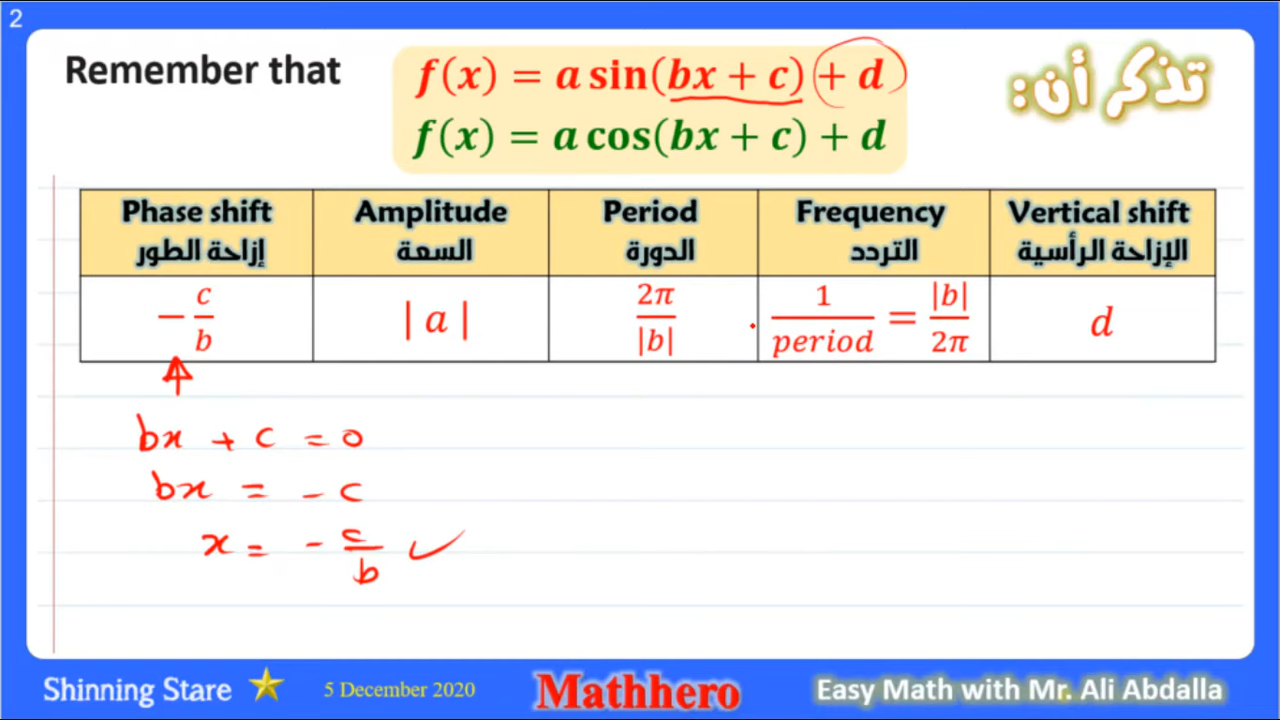 2
Remember that
f(x) = a sin(bx + c) + d
f(x) = a cos(bx + c) + d
تذكر أن:
Phase shift Amplitude Period Frequency Vertical shift
إزاحة الطور السعة الدورة التردد الإزاحة الرأسية
−c/b |a| 2π/|b| 1/period = |b|/2π d
bx + c = 0
bx = - c
x = - c/b ✓
Shinning Stare 5 December 2020 Mathhero Easy Math with Mr. Ali Abdalla